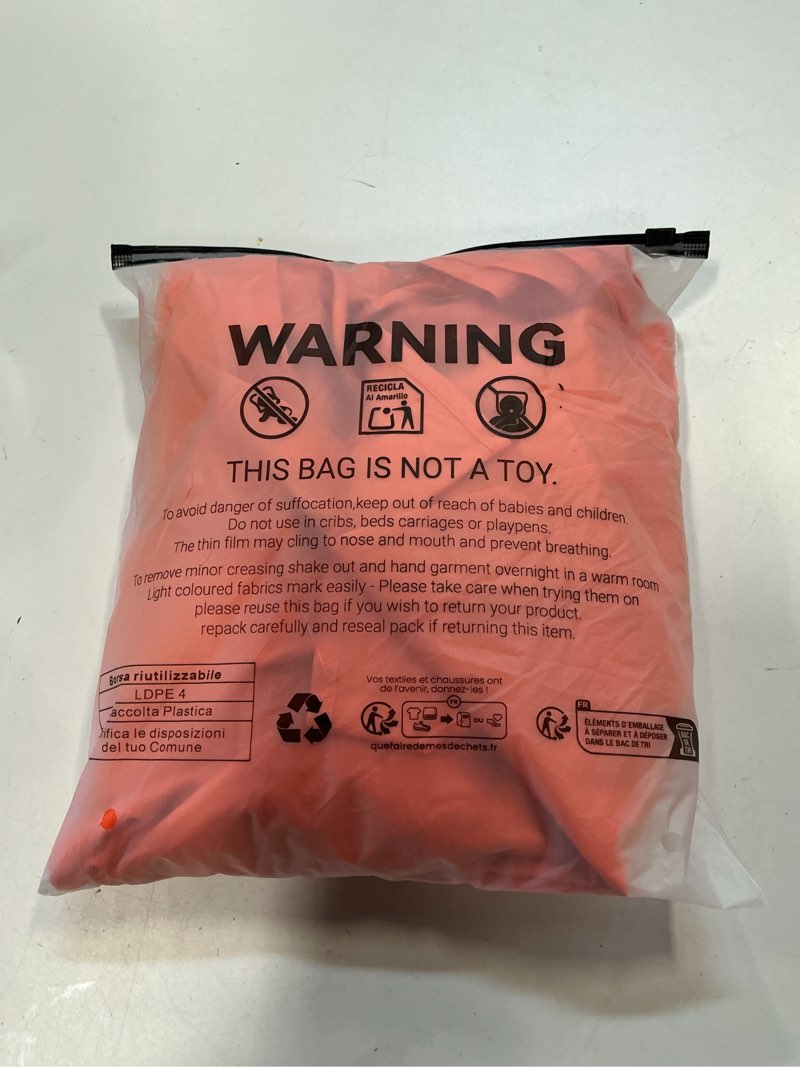 WARNING
RECICLA
Al Amarillo
THIS BAG IS NOT A TOY.
To avoid danger of suffocation,keep out of reach of babies and children.
Do not use in cribs, beds carriages or playpens.
The thin film may cling to nose and mouth and prevent breathing.
To remove minor creasing shake out and hand garment overnight in a warm room
Light coloured fabrics mark easily - Please take care when trying them on
please reuse this bag if you wish to return your product.
repack carefully and reseal pack if returning this item.
Borsa riutilizzabile
LDPE 4
accolta Plastica
rifica le disposizioni
del tuo Comune
Vos textiles et chaussures ont
de l'avenir, donnez-les !
FR
ou
quefairedemesdechets.fr
FR
ÉLÉMENTS D'EMBALLAGE
À SÉPARER ET À DÉPOSER
DANS LE BAC DE TRI
BAC
DE
TRI